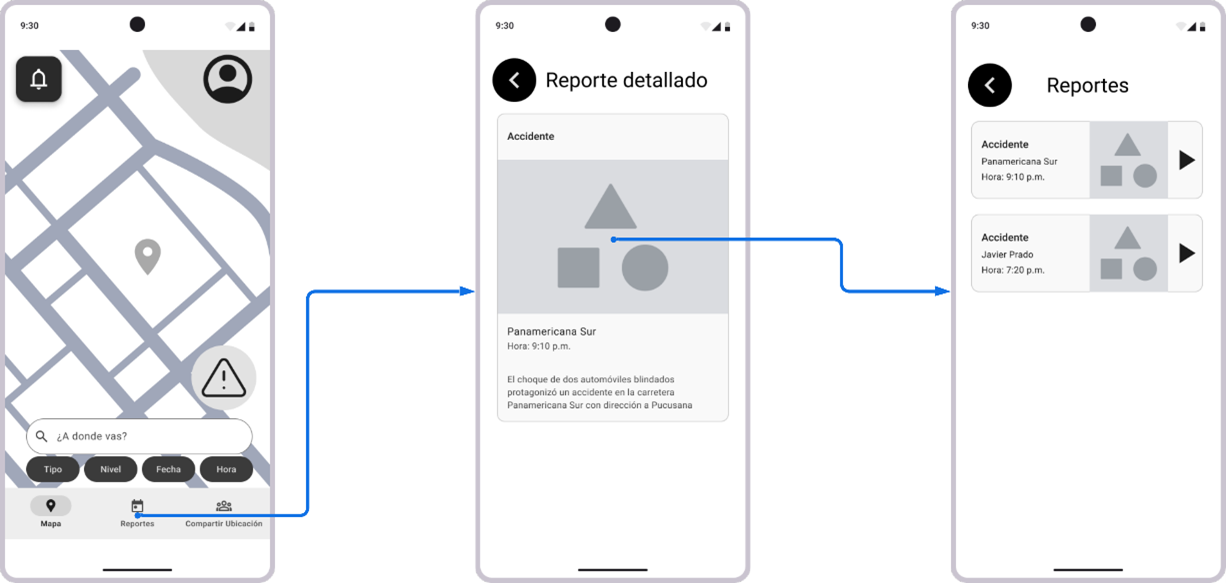 9:30
¿A donde vas?
Tipo
Nivel
Fecha
Hora
Mapa
Reportes
Compartir Ubicación
9:30
Reporte detallado
Accidente
Panamericana Sur
Hora: 9:10 p.m.
El choque de dos automóviles blindados
protagonizó un accidente en la carretera
Panamericana Sur con dirección a Pucusana
9:30
Reportes
Accidente
Panamericana Sur
Hora: 9:10 p.m.
Accidente
Javier Prado
Hora: 7:20 p.m.